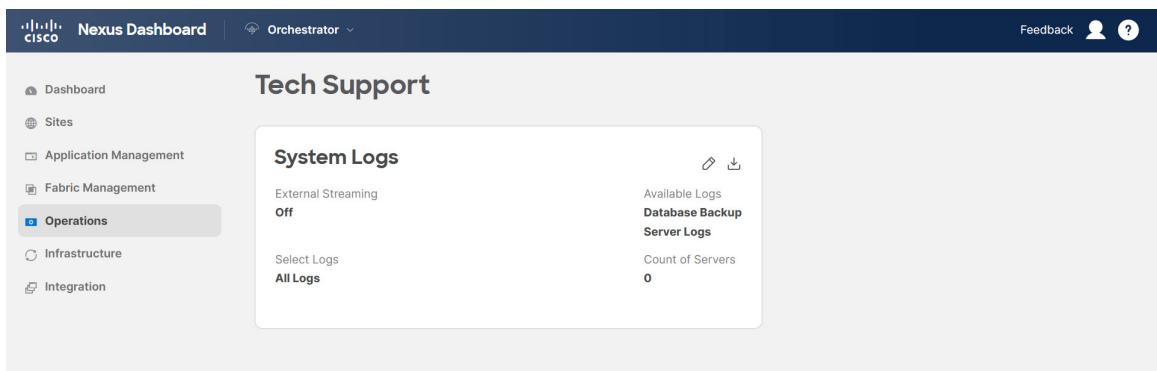 CISCO Nexus Dashboard Orchestrator Feedback ?
Tech Support
Dashboard
Sites
Application Management
Fabric Management
Operations
Infrastructure
Integration
System Logs
External Streaming
Off
Available Logs
Database Backup
Server Logs
Select Logs
All Logs
Count of Servers
0